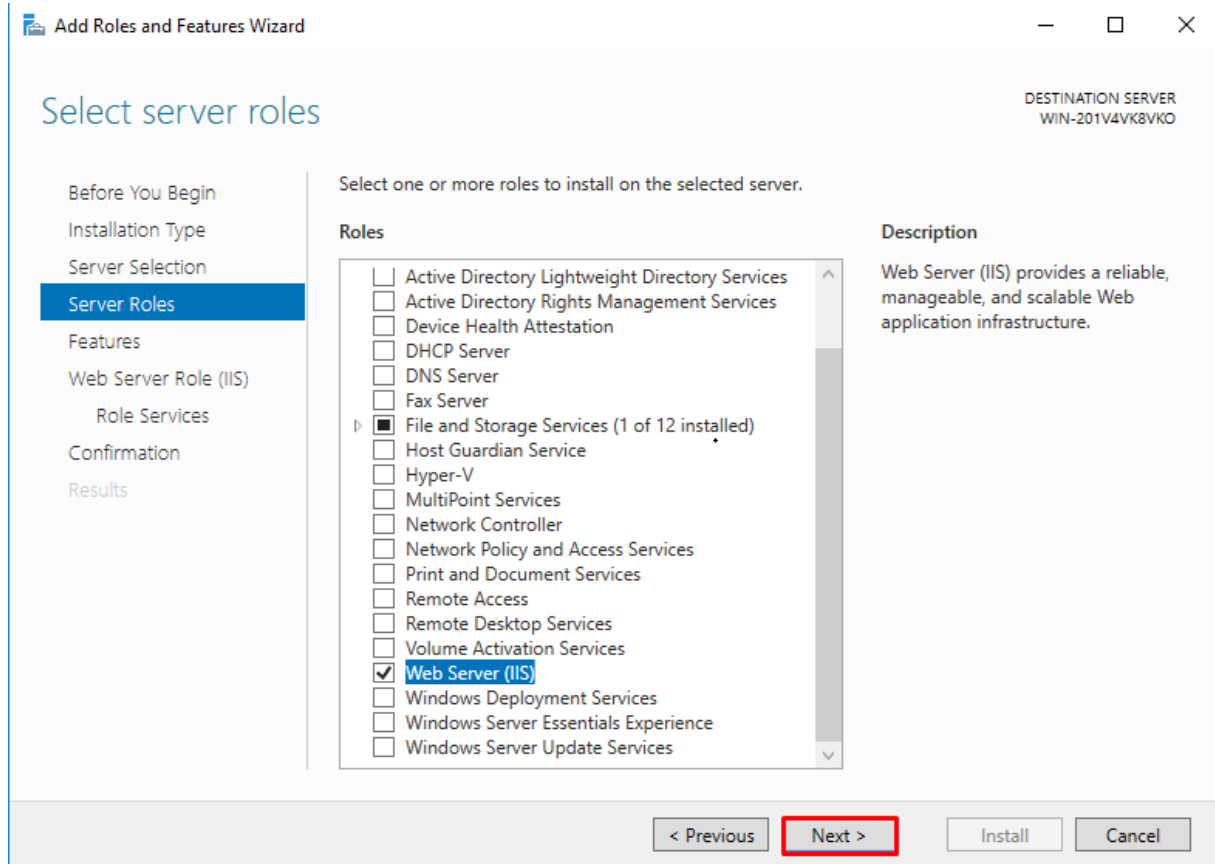 Add Roles and Features Wizard
Select server roles
DESTINATION SERVER
WIN-201V4VK8VKO
Before You Begin
Installation Type
Server Selection
Server Roles
Features
Web Server Role (IIS)
Role Services
Confirmation
Results
Select one or more roles to install on the selected server.
Roles
Active Directory Lightweight Directory Services
Active Directory Rights Management Services
Device Health Attestation
DHCP Server
DNS Server
Fax Server
File and Storage Services (1 of 12 installed)
Host Guardian Service
Hyper-V
MultiPoint Services
Network Controller
Network Policy and Access Services
Print and Document Services
Remote Access
Remote Desktop Services
Volume Activation Services
Web Server (IIS)
Windows Deployment Services
Windows Server Essentials Experience
Windows Server Update Services
Description
Web Server (IIS) provides a reliable,
manageable, and scalable Web
application infrastructure.
< Previous
Next >
Install
Cancel